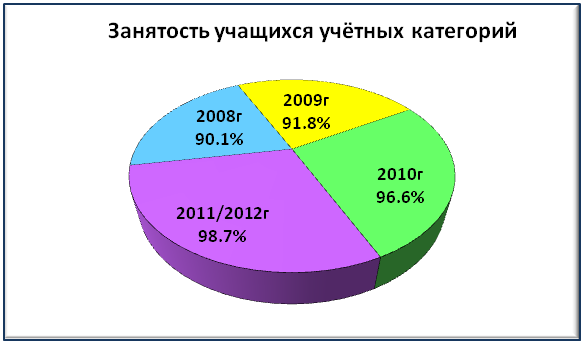 Занятость учащихся учётных категорий
2009г
91.8%
2008г
90.1%
2010г
96.6%
2011/2012г
98.7%